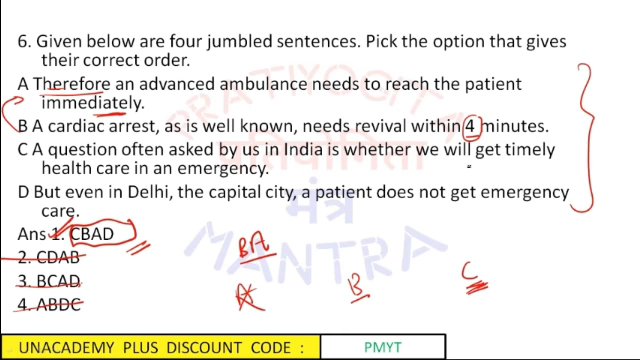 6. Given below are four jumbled sentences. Pick the option that gives
their correct order.
A Therefore an advanced ambulance needs to reach the patient
immediately.
B A cardiac arrest, as is well known, needs revival within 4 minutes.
C A question often asked by us in India is whether we will get timely
health care in an emergency.
D But even in Delhi, the capital city, a patient does not get emergency
care.
Ans 1. CBAD
2. CDAB
3. BCAD
4. ABDC
BA
A
B
C
PRATIYOGITA
प्रतियोगिता
मंत्र
MANTRA
UNACADEMY PLUS DISCOUNT CODE : PMYT